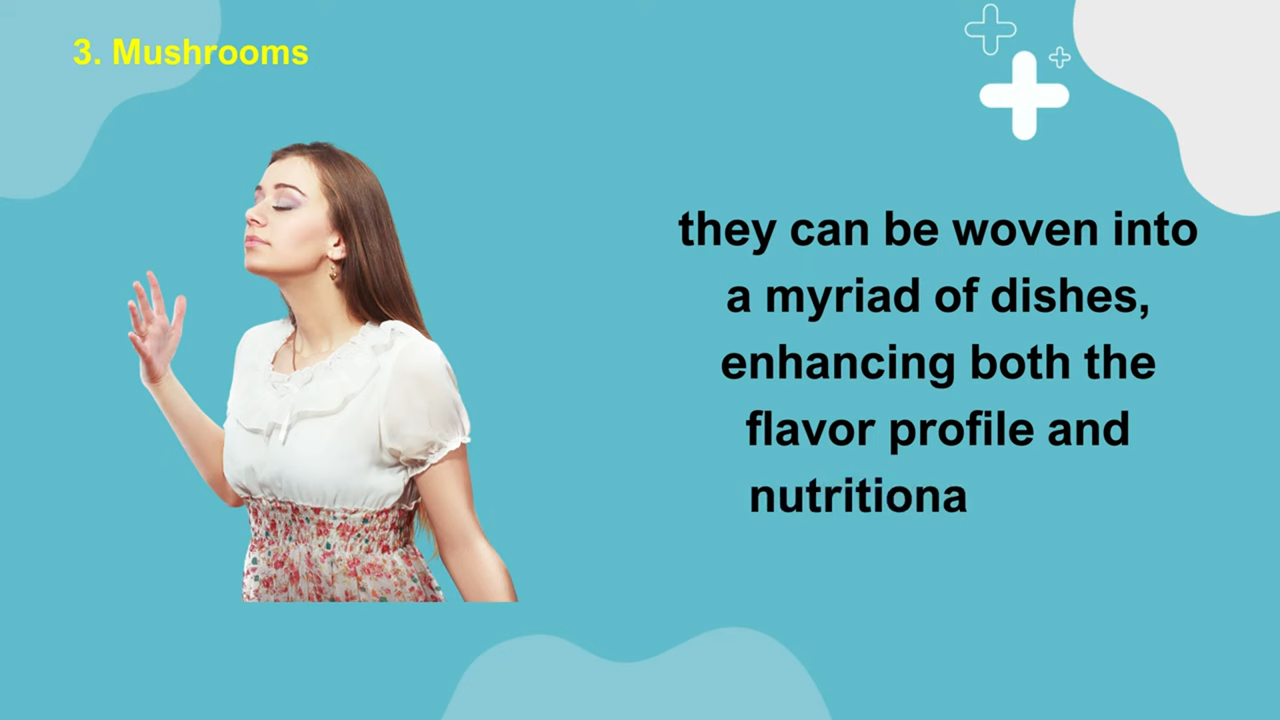 3. Mushrooms
they can be woven into
a myriad of dishes,
enhancing both the
flavor profile and
nutritiona